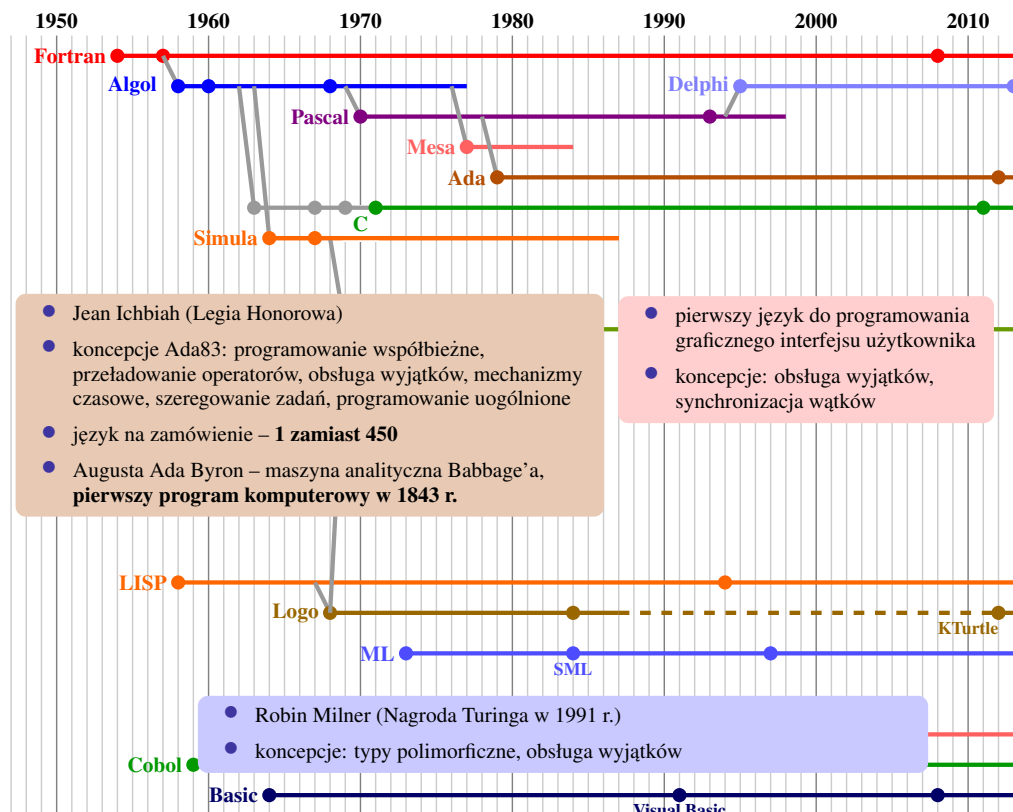 1950 1960 1970 1980 1990 2000 2010
Fortran
Algol
Delphi
Pascal
Mesa
Ada
C
Simula
Jean Ichbiah (Legia Honorowa)
koncepcje Ada83: programowanie współbieżne,
przeładowanie operatorów, obsługa wyjątków, mechanizmy
czasowe, szeregowanie zadań, programowanie uogólnione
język na zamówienie – 1 zamiast 450
Augusta Ada Byron – maszyna analityczna Babbage'a,
pierwszy program komputerowy w 1843 r.
pierwszy język do programowania
graficznego interfejsu użytkownika
koncepcje: obsługa wyjątków,
synchronizacja wątków
LISP
Logo
KTurtle
ML
SML
Robin Milner (Nagroda Turinga w 1991 r.)
koncepcje: typy polimorficzne, obsługa wyjątków
Cobol
Basic
Visual Basic